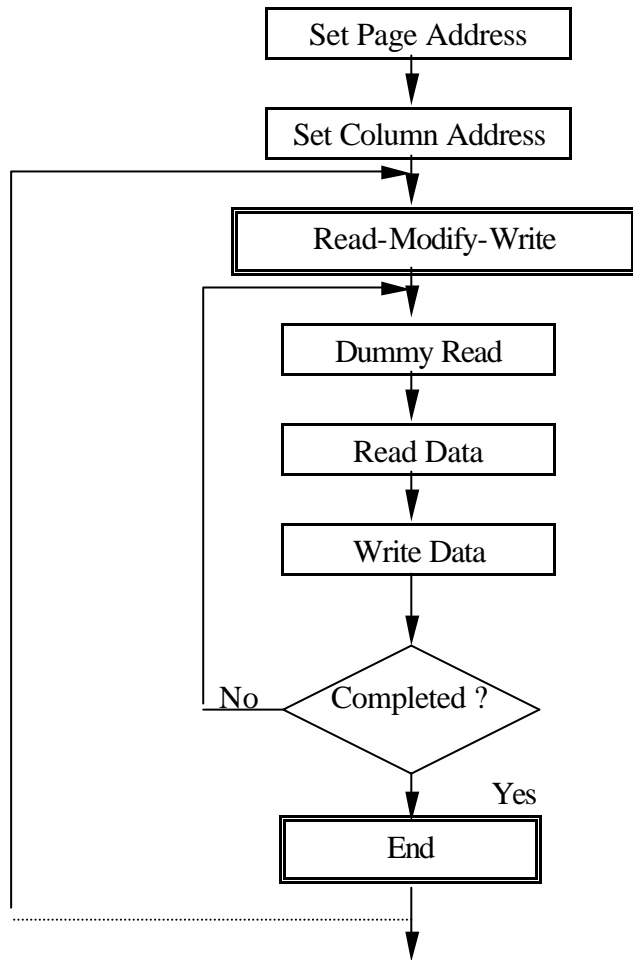 Set Page Address
Set Column Address
Read-Modify-Write
Dummy Read
Read Data
Write Data
Completed ?
No
Yes
End